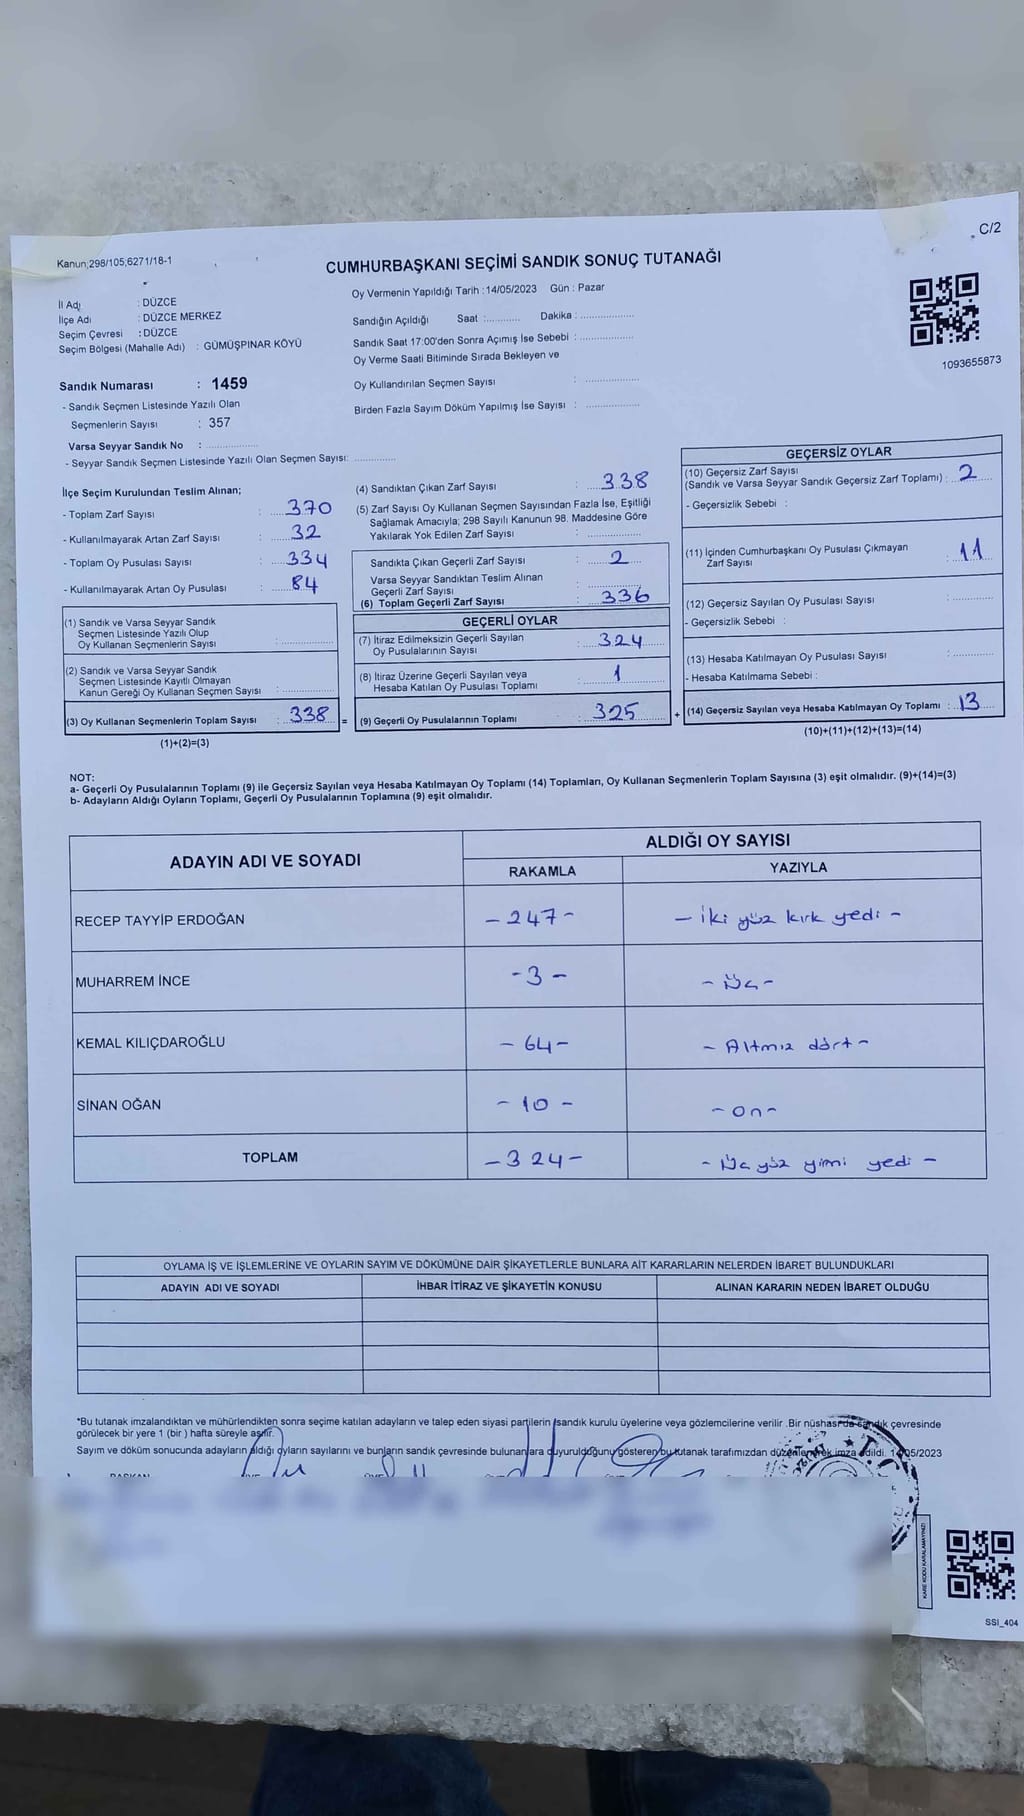 C/2
Kanun;298/105,6271/18-1
CUMHURBAŞKANI SEÇİMİ SANDIK SONUÇ TUTANAĞI
Oy Vermenin Yapıldığı Tarih :14/05/2023 Gün : Pazar
İl Adı : DÜZCE
İlçe Adı : DÜZCE MERKEZ
Seçim Çevresi : DÜZCE
Seçim Bölgesi (Mahalle Adı) : GÜMÜŞPINAR KÖYÜ
Sandık Numarası : 1459
- Sandık Seçmen Listesinde Yazılı Olan
Seçmenlerin Sayısı : 357
Varsa Seyyar Sandık No : ................
- Seyyar Sandık Seçmen Listesinde Yazılı Olan Seçmen Sayısı: .............
Sandığın Açıldığı Saat :........... Dakika : .................
Sandık Saat 17:00'den Sonra Açımış İse Sebebi : .................
Oy Verme Saati Bitiminde Sırada Bekleyen ve
Oy Kullandırılan Seçmen Sayısı : .................
Birden Fazla Sayım Döküm Yapılmış İse Sayısı : .................
1093655873
İlçe Seçim Kurulundan Teslim Alınan;
- Toplam Zarf Sayısı : 370
- Kullanılmayarak Artan Zarf Sayısı : 32
- Toplam Oy Pusulası Sayısı : 334
- Kullanılmayarak Artan Oy Pusulası : 84
(1) Sandık ve Varsa Seyyar Sandık
Seçmen Listesinde Yazılı Olup
Oy Kullanan Seçmenlerin Sayısı : .................
(2) Sandık ve Varsa Seyyar Sandık
Seçmen Listesinde Kayıtlı Olmayan
Kanun Gereği Oy Kullanan Seçmen Sayısı : .................
(3) Oy Kullanan Seçmenlerin Toplam Sayısı : 338 =
(1)+(2)=(3)
(4) Sandıktan Çıkan Zarf Sayısı : 338
(5) Zarf Sayısı Oy Kullanan Seçmen Sayısından Fazla İse, Eşitliği
Sağlamak Amacıyla; 298 Sayılı Kanunun 98. Maddesine Göre
Yakılarak Yok Edilen Zarf Sayısı : .................
Sandıkta Çıkan Geçerli Zarf Sayısı : 2
Varsa Seyyar Sandıktan Teslim Alınan
Geçerli Zarf Sayısı : .................
(6) Toplam Geçerli Zarf Sayısı : 336
GEÇERLİ OYLAR
(7) İtiraz Edilmeksizin Geçerli Sayılan
Oy Pusulalarının Sayısı : 324
(8) İtiraz Üzerine Geçerli Sayılan veya
Hesaba Katılan Oy Pusulası Toplamı : 1
(9) Geçerli Oy Pusulalarının Toplamı : 325 +
GEÇERSİZ OYLAR
(10) Geçersiz Zarf Sayısı
(Sandık ve Varsa Seyyar Sandık Geçersiz Zarf Toplamı) : 2
- Geçersizlik Sebebi :
(11) İçinden Cumhurbaşkanı Oy Pusulası Çıkmayan
Zarf Sayısı : 11
(12) Geçersiz Sayılan Oy Pusulası Sayısı : ............
- Geçersizlik Sebebi :
(13) Hesaba Katılmayan Oy Pusulası Sayısı : ............
- Hesaba Katılmama Sebebi :
(14) Geçersiz Sayılan veya Hesaba Katılmayan Oy Toplamı : 13
(10)+(11)+(12)+(13)=(14)
NOT:
a- Geçerli Oy Pusulalarının Toplamı (9) ile Geçersiz Sayılan veya Hesaba Katılmayan Oy Toplamı (14) Toplamları, Oy Kullanan Seçmenlerin Toplam Sayısına (3) eşit olmalıdır. (9)+(14)=(3)
b- Adayların Aldığı Oyların Toplamı, Geçerli Oy Pusulalarının Toplamına (9) eşit olmalıdır.
ADAYIN ADI VE SOYADI ALDIĞI OY SAYISI
RAKAMLA YAZIYLA
RECEP TAYYİP ERDOĞAN - 247 - - İki yüz kırk yedi -
MUHARREM İNCE - 3 - - Üç -
KEMAL KILIÇDAROĞLU - 64 - - Altmız dört -
SİNAN OĞAN - 10 - - On -
TOPLAM - 324 - - Üç yüz yimi yedi -
OYLAMA İŞ VE İŞLEMLERİNE VE OYLARIN SAYIM VE DÖKÜMÜNE DAİR ŞİKAYETLERLE BUNLARA AİT KARARLARIN NELERDEN İBARET BULUNDUKLARI
ADAYIN ADI VE SOYADI İHBAR İTİRAZ VE ŞİKAYETİN KONUSU ALINAN KARARIN NEDEN İBARET OLDUĞU
*Bu tutanak imzalandıktan ve mühürlendikten sonra seçime katılan adayların ve talep eden siyasi partilerin sandık kurulu üyelerine veya gözlemcilerine verilir .Bir nüshası da sandık çevresinde
görülecek bir yere 1 (bir ) hafta süreyle asılır.
Sayım ve döküm sonucunda adayların aldığı oyların sayılarını ve bunların sandık çevresinde bulunanlara duyurulduğunu gösteren bu tutanak tarafımızdan düzenlenerek imza edildi. 14/05/2023
BAŞKAN
T.C.
KARE KODU KARALAMAYINIZ!
SSI_404